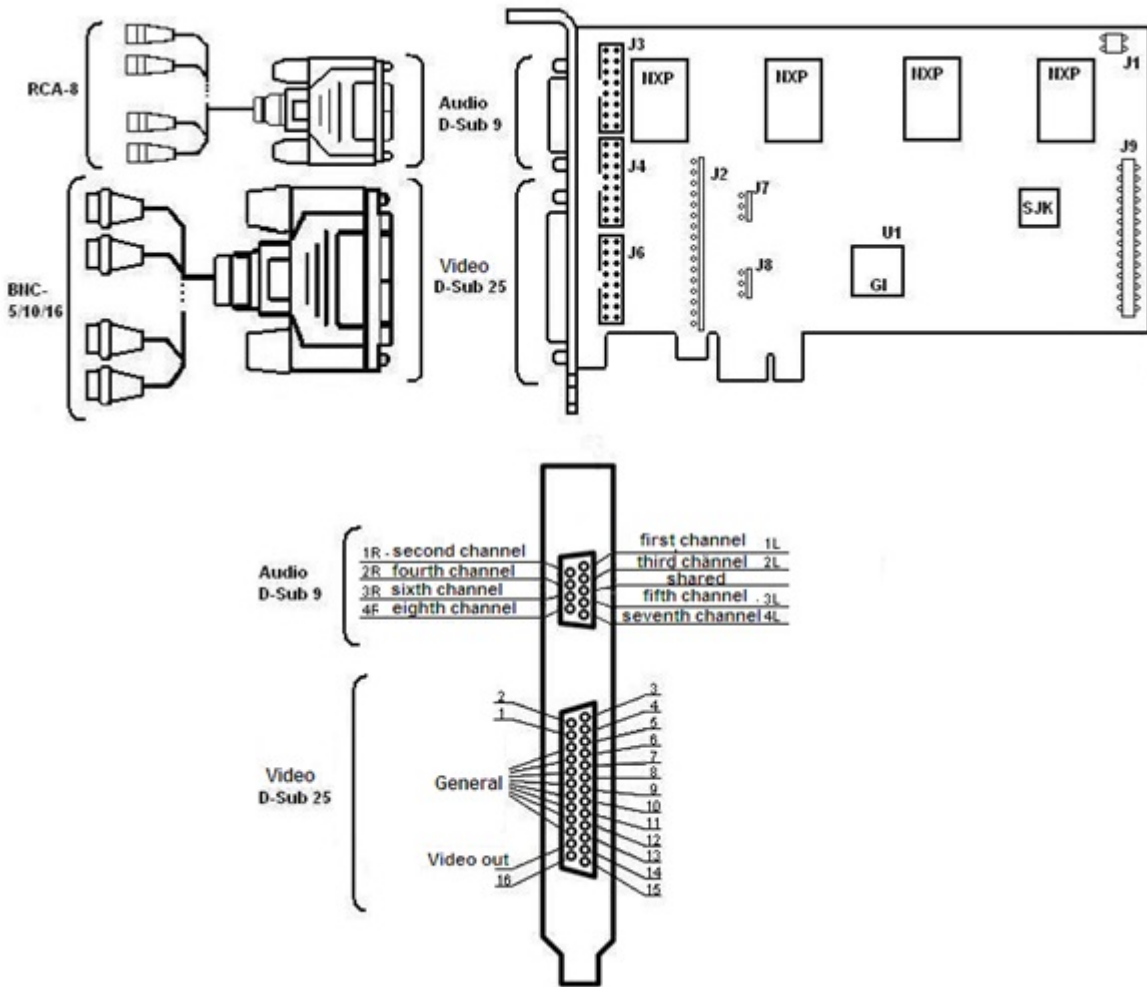 RCA-8
Audio
D-Sub 9
BNC-
5/10/16
Video
D-Sub 25
J3
NXP
NXP
NXP
NXP
J1
J4
J2
J7
J9
SJK
J6
J8
U1
GI
Audio
D-Sub 9
1R - second channel
2R fourth channel
3R sixth channel
4R eighth channel
first channel 1L
third channel 2L
shared
fifth channel . 3L
seventh channel 4L
Video
D-Sub 25
2
1
General
Video out
16
3
4
5
6
7
8
9
10
11
12
13
14
15